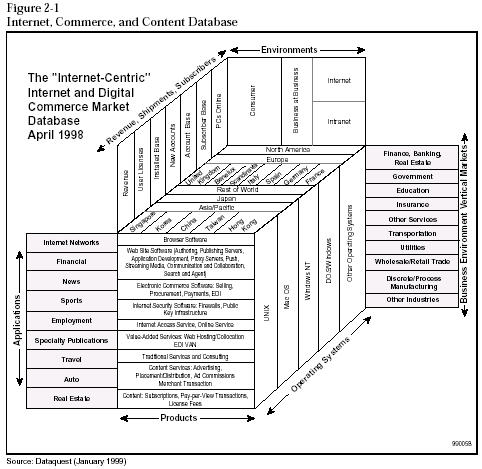 Figure 2-1
Internet, Commerce, and Content Database
The "Internet-Centric"
Internet and Digital
Commerce Market
Database
April 1998
Revenue, Shipments, Subscribers
Environments
Revenue
User Licenses
Installed Base
New Accounts
Account Base
Subscriber Base
PCs Online
Consumer
Business at Business
Internet
Intranet
North America
Europe
United
Kingdom
Benelux
Scandinavia
Italy
Spain
Germany
France
Rest of World
Japan
Asia/Pacific
Singapore
Korea
China
Taiwan
Hong
Kong
Finance, Banking,
Real Estate
Government
Education
Insurance
Other Services
Transportation
Utilities
Wholesale/Retail Trade
Discrete/Process
Manufacturing
Other Industries
Business Environment Vertical Markets
Applications
Internet Networks
Financial
News
Sports
Employment
Specialty Publications
Travel
Auto
Real Estate
Browser Software
Web Site Software (Authoring, Publishing Servers,
Application Development, Proxy Servers, Push,
Streaming Media, Communication and Collaboration,
Search and Agent)
Electronic Commerce Software: Selling,
Procurement, Payments, EDI
Internet Security Software: Firewalls, Public
Key Infrastructure
Internet Access Service, Online Service
Value-Added Services: Web Hosting/Collocation
EDI VAN
Traditional Services and Consulting
Content Services: Advertising,
Placement/Distribution, Ad Commissions
Merchant Transaction
Content: Subscriptions, Pay-per-View Transactions,
License Fees
UNIX
Mac OS
Windows NT
DOS/Windows
Other Operating Systems
Operating Systems
Products
990058
Source: Dataquest (January 1999)